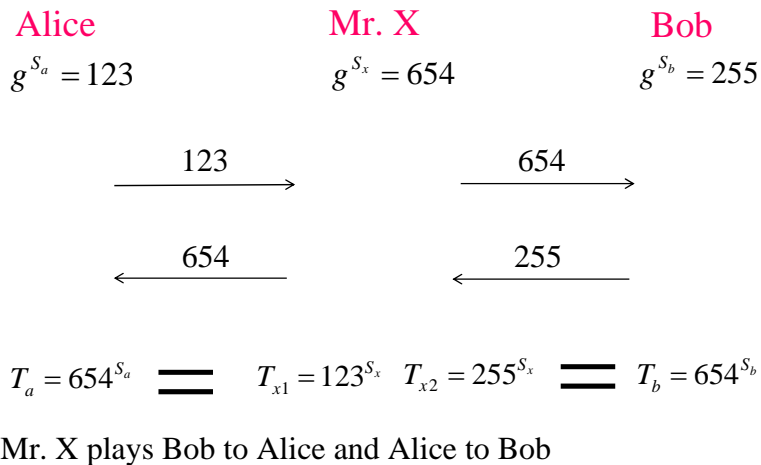 Alice Mr. X Bob
g^{S_a} = 123 g^{S_x} = 654 g^{S_b} = 255
123 654
654 255
T_a = 654^{S_a} = T_{x1} = 123^{S_x} T_{x2} = 255^{S_x} = T_b = 654^{S_b}
Mr. X plays Bob to Alice and Alice to Bob